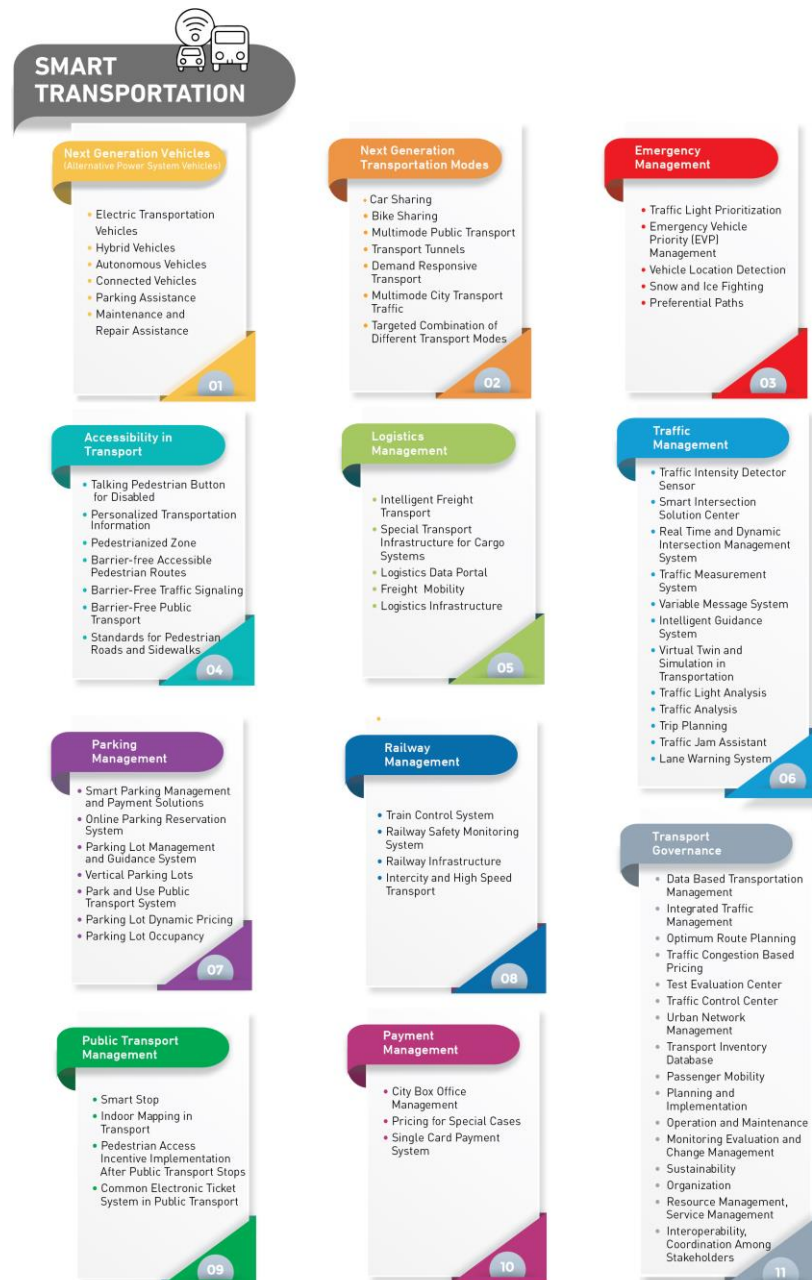 SMART
TRANSPORTATION
Next Generation Vehicles
(Alternative Power System Vehicles)
• Electric Transportation
Vehicles
• Hybrid Vehicles
• Autonomous Vehicles
• Connected Vehicles
• Parking Assistance
• Maintenance and
Repair Assistance
01
Next Generation
Transportation Modes
• Car Sharing
• Bike Sharing
• Multimode Public Transport
• Transport Tunnels
• Demand Responsive
Transport
• Multimode City Transport
Traffic
• Targeted Combination of
Different Transport Modes
02
Emergency
Management
• Traffic Light Prioritization
• Emergency Vehicle
Priority (EVP)
Management
• Vehicle Location Detection
• Snow and Ice Fighting
• Preferential Paths
03
Accessibility in
Transport
• Talking Pedestrian Button
for Disabled
• Personalized Transportation
Information
• Pedestrianized Zone
• Barrier-free Accessible
Pedestrian Routes
• Barrier-Free Traffic Signaling
• Barrier-Free Public
Transport
• Standards for Pedestrian
Roads and Sidewalks
04
Logistics
Management
• Intelligent Freight
Transport
• Special Transport
Infrastructure for Cargo
Systems
• Logistics Data Portal
• Freight Mobility
• Logistics Infrastructure
05
Traffic
Management
• Traffic Intensity Detector
Sensor
• Smart Intersection
Solution Center
• Real Time and Dynamic
Intersection Management
System
• Traffic Measurement
System
• Variable Message System
• Intelligent Guidance
System
• Virtual Twin and
Simulation in
Transportation
• Traffic Light Analysis
• Traffic Analysis
• Trip Planning
• Traffic Jam Assistant
• Lane Warning System
06
Parking
Management
• Smart Parking Management
and Payment Solutions
• Online Parking Reservation
System
• Parking Lot Management
and Guidance System
• Vertical Parking Lots
• Park and Use Public
Transport System
• Parking Lot Dynamic Pricing
• Parking Lot Occupancy
07
Railway
Management
• Train Control System
• Railway Safety Monitoring
System
• Railway Infrastructure
• Intercity and High Speed
Transport
08
Public Transport
Management
• Smart Stop
• Indoor Mapping in
Transport
• Pedestrian Access
Incentive Implementation
After Public Transport Stops
• Common Electronic Ticket
System in Public Transport
09
Payment
Management
• City Box Office
Management
• Pricing for Special Cases
• Single Card Payment
System
10
Transport
Governance
• Data Based Transportation
Management
• Integrated Traffic
Management
• Optimum Route Planning
• Traffic Congestion Based
Pricing
• Test Evaluation Center
• Traffic Control Center
• Urban Network
Management
• Transport Inventory
Database
• Passenger Mobility
• Planning and
Implementation
• Operation and Maintenance
• Monitoring Evaluation and
Change Management
• Sustainability
• Organization
• Resource Management,
Service Management
• Interoperability,
Coordination Among
Stakeholders
11